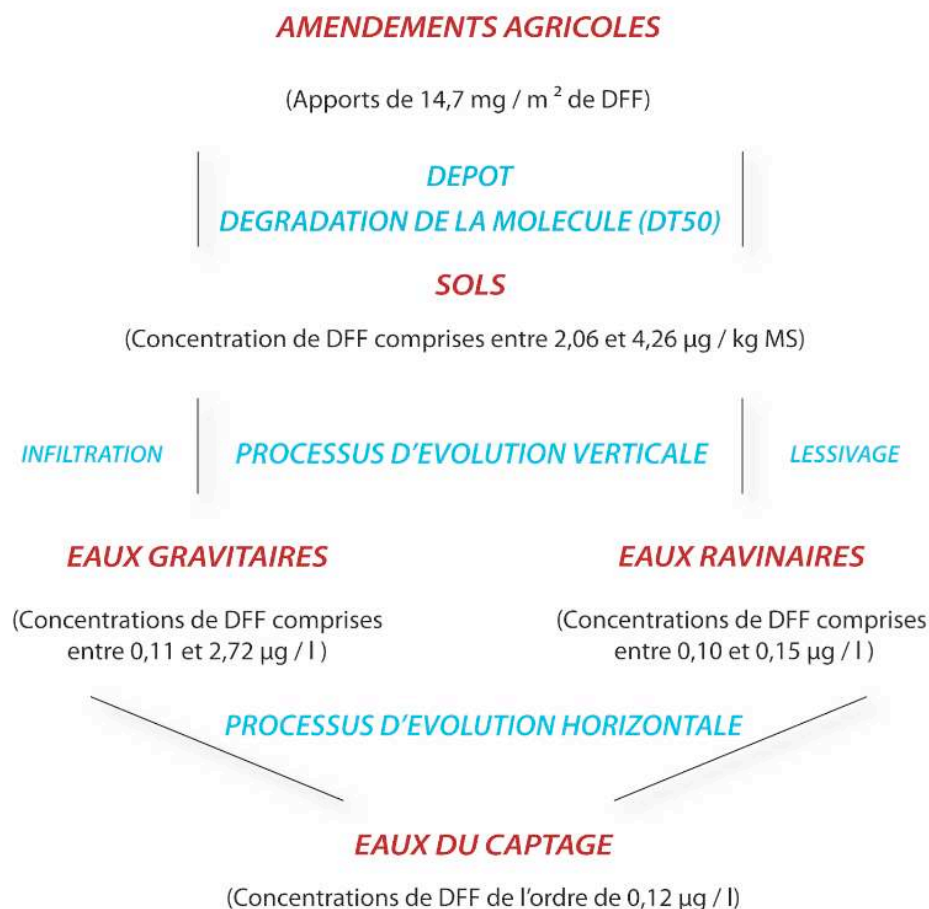 AMENDEMENTS AGRICOLES
(Apports de 14,7 mg / m² de DFF)
DEPOT
DEGRADATION DE LA MOLECULE (DT50)
SOLS
(Concentration de DFF comprises entre 2,06 et 4,26 µg / kg MS)
INFILTRATION
PROCESSUS D'EVOLUTION VERTICALE
LESSIVAGE
EAUX GRAVITAIRES
EAUX RAVINAIRES
(Concentrations de DFF comprises
entre 0,11 et 2,72 µg / l )
(Concentrations de DFF comprises
entre 0,10 et 0,15 µg / l )
PROCESSUS D'EVOLUTION HORIZONTALE
EAUX DU CAPTAGE
(Concentrations de DFF de l'ordre de 0,12 µg / l)